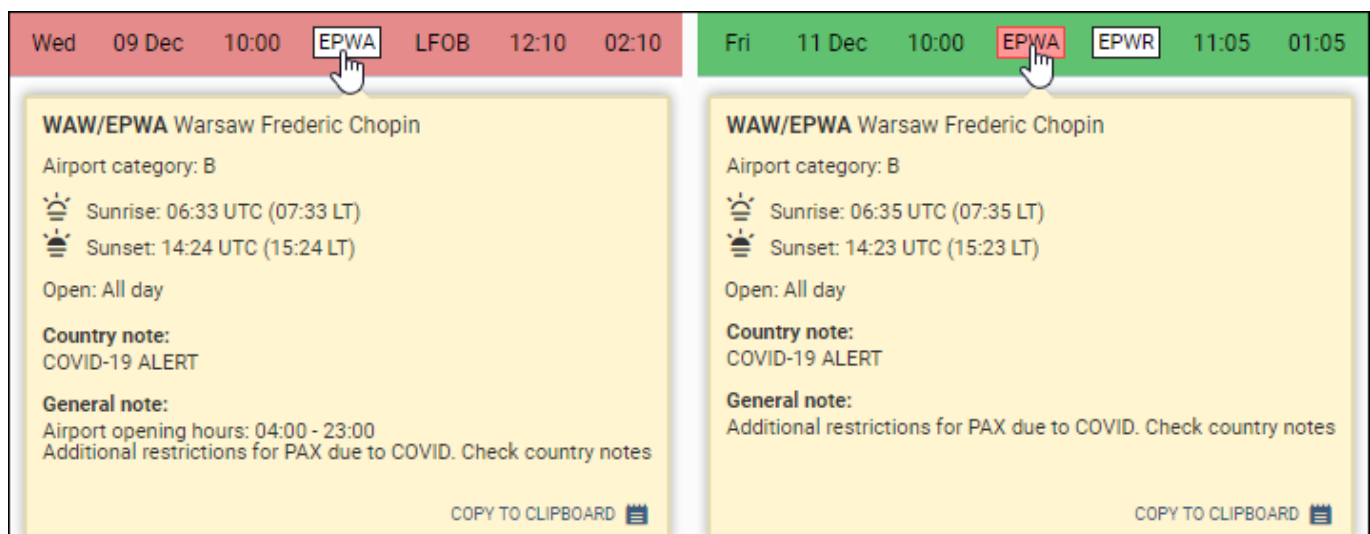 Wed 09 Dec 10:00 EPWA LFOB 12:10 02:10
WAW/EPWA Warsaw Frederic Chopin
Airport category: B
Sunrise: 06:33 UTC (07:33 LT)
Sunset: 14:24 UTC (15:24 LT)
Open: All day
Country note:
COVID-19 ALERT
General note:
Airport opening hours: 04:00 - 23:00
Additional restrictions for PAX due to COVID. Check country notes
COPY TO CLIPBOARD
Fri 11 Dec 10:00 EPWA EPWR 11:05 01:05
WAW/EPWA Warsaw Frederic Chopin
Airport category: B
Sunrise: 06:35 UTC (07:35 LT)
Sunset: 14:23 UTC (15:23 LT)
Open: All day
Country note:
COVID-19 ALERT
General note:
Additional restrictions for PAX due to COVID. Check country notes
COPY TO CLIPBOARD